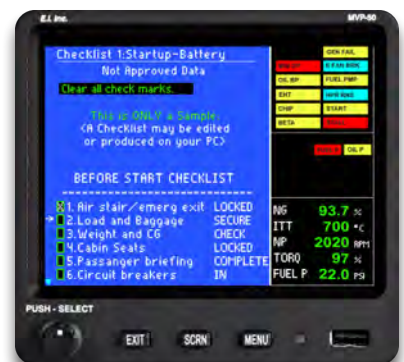 E.I. Inc. MVP-50
Checklist 1:Startup-Battery
Not Approved Data
Clear all check marks.
This is ONLY a Sample.
<A Checklist may be edited
or produced on your PC>
BEFORE START CHECKLIST
1.Air stair/emerg exit LOCKED
2.Load and Baggage SECURE
3.Weight and CG CHECK
4.Cabin Seats LOCKED
5.Passanger briefing COMPLETE
6.Circuit breakers IN
GEN FAIL
OIL BP FUEL PMP
EHT
CHIP START
BETA
OIL P
NG 93.7 %
ITT 700 °C
NP 2020 RPM
TORQ 97 %
FUEL P 22.0 PSI
PUSH - SELECT
EXIT SCRN MENU